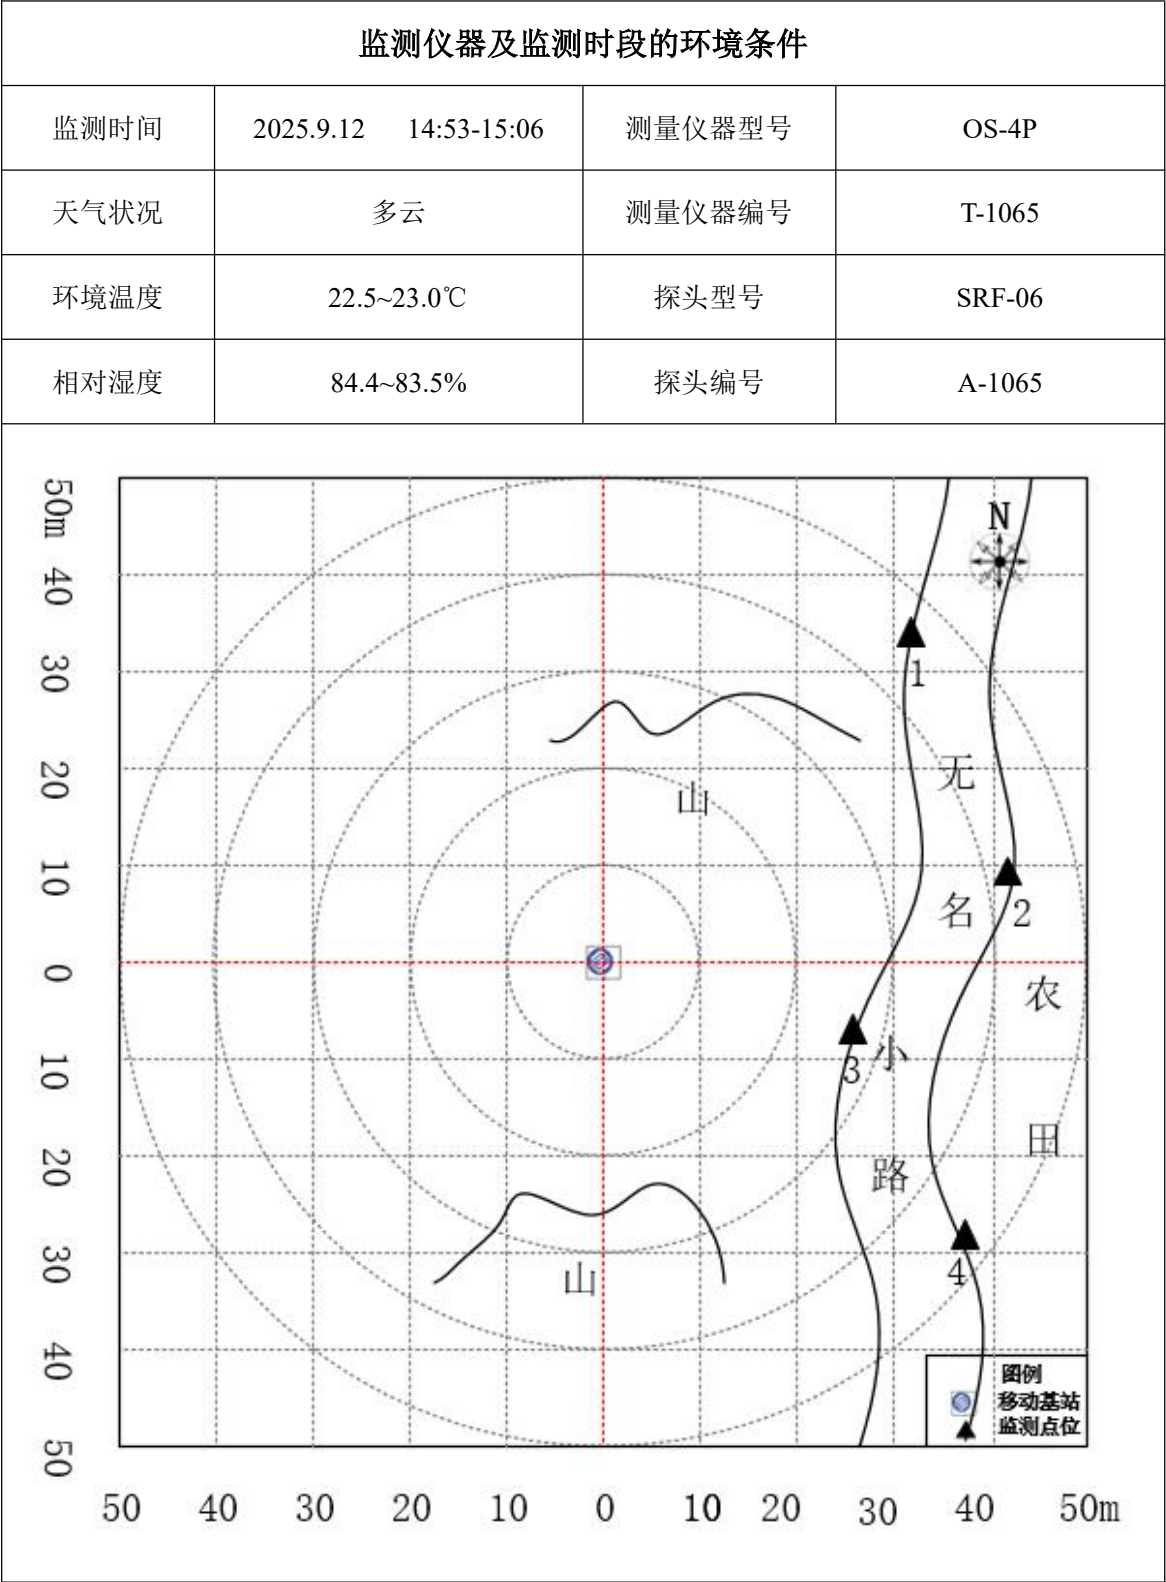 监测仪器及监测时段的环境条件
监测时间 2025.9.12 14:53-15:06 测量仪器型号 OS-4P
天气状况 多云 测量仪器编号 T-1065
环境温度 22.5~23.0℃ 探头型号 SRF-06
相对湿度 84.4~83.5% 探头编号 A-1065
50m
40
30
20
10
0
10
20
30
40
50
N
1
无
山
名
2
农
小
3
田
路
山
4
图例
移动基站
监测点位
50 40 30 20 10 0 10 20 30 40 50m